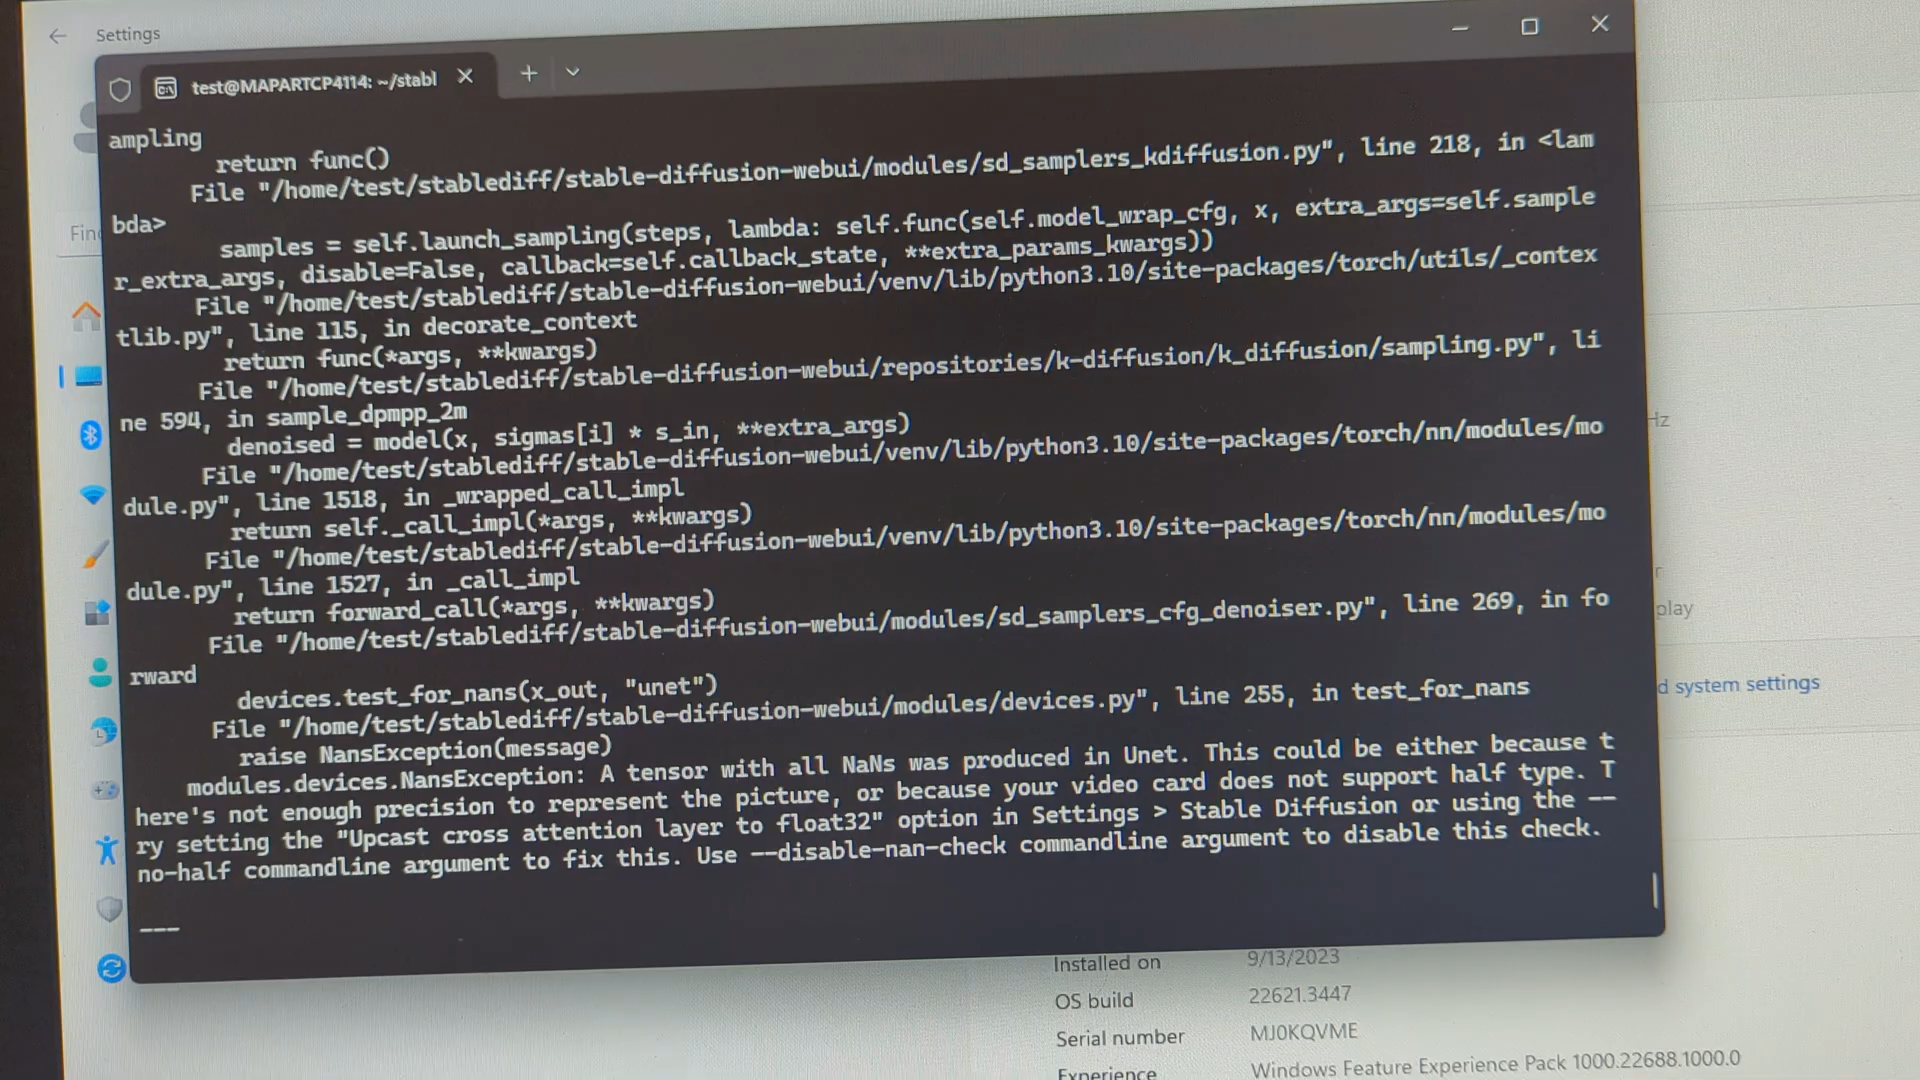 Settings
test@MAPARTCP4114: ~/stabl
ampling
return func()
File "/home/test/stablediff/stable-diffusion-webui/modules/sd_samplers_kdiffusion.py", line 218, in <lam
bda>
samples = self.launch_sampling(steps, lambda: self.func(self.model_wrap_cfg, x, extra_args=self.sample
r_extra_args, disable=False, callback=self.callback_state, **extra_params_kwargs))
File "/home/test/stablediff/stable-diffusion-webui/venv/lib/python3.10/site-packages/torch/utils/_contex
tlib.py", line 115, in decorate_context
return func(*args, **kwargs)
File "/home/test/stablediff/stable-diffusion-webui/repositories/k-diffusion/k_diffusion/sampling.py", li
ne 594, in sample_dpmpp_2m
denoised = model(x, sigmas[i] * s_in, **extra_args)
File "/home/test/stablediff/stable-diffusion-webui/venv/lib/python3.10/site-packages/torch/nn/modules/mo
dule.py", line 1518, in _wrapped_call_impl
return self._call_impl(*args, **kwargs)
File "/home/test/stablediff/stable-diffusion-webui/venv/lib/python3.10/site-packages/torch/nn/modules/mo
dule.py", line 1527, in _call_impl
return forward_call(*args, **kwargs)
File "/home/test/stablediff/stable-diffusion-webui/modules/sd_samplers_cfg_denoiser.py", line 269, in fo
rward
devices.test_for_nans(x_out, "unet")
File "/home/test/stablediff/stable-diffusion-webui/modules/devices.py", line 255, in test_for_nans
raise NansException(message)
modules.devices.NansException: A tensor with all NaNs was produced in Unet. This could be either because t
here's not enough precision to represent the picture, or because your video card does not support half type. T
ry setting the "Upcast cross attention layer to float32" option in Settings > Stable Diffusion or using the --
no-half commandline argument to fix this. Use --disable-nan-check commandline argument to disable this check.
---
Fin
Hz
play
d system settings
Installed on 9/13/2023
OS build 22621.3447
Serial number MJ0KQVME
Experience Windows Feature Experience Pack 1000.22688.1000.0